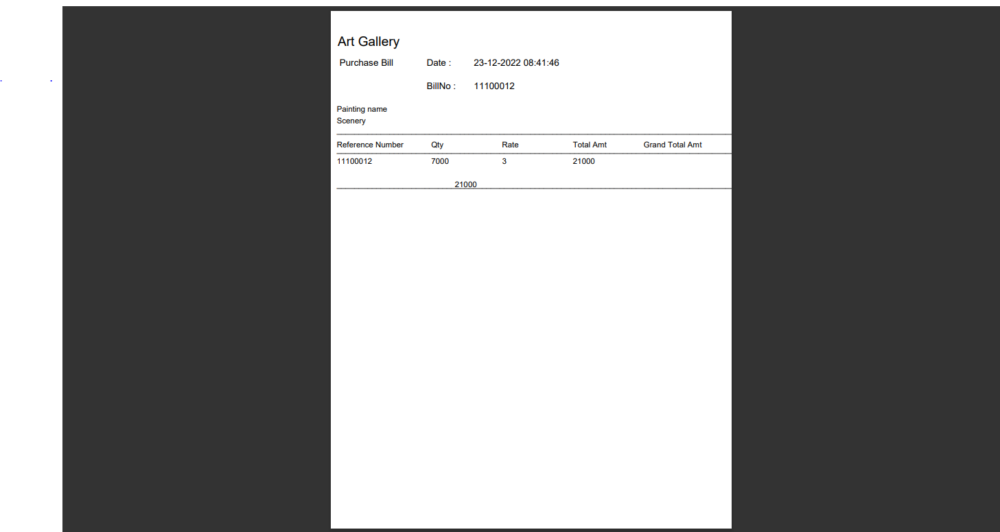 Art Gallery
Purchase Bill Date : 23-12-2022 08:41:46
BillNo : 11100012
Painting name
Scenery
Reference Number Qty Rate Total Amt Grand Total Amt
11100012 7000 3 21000
21000